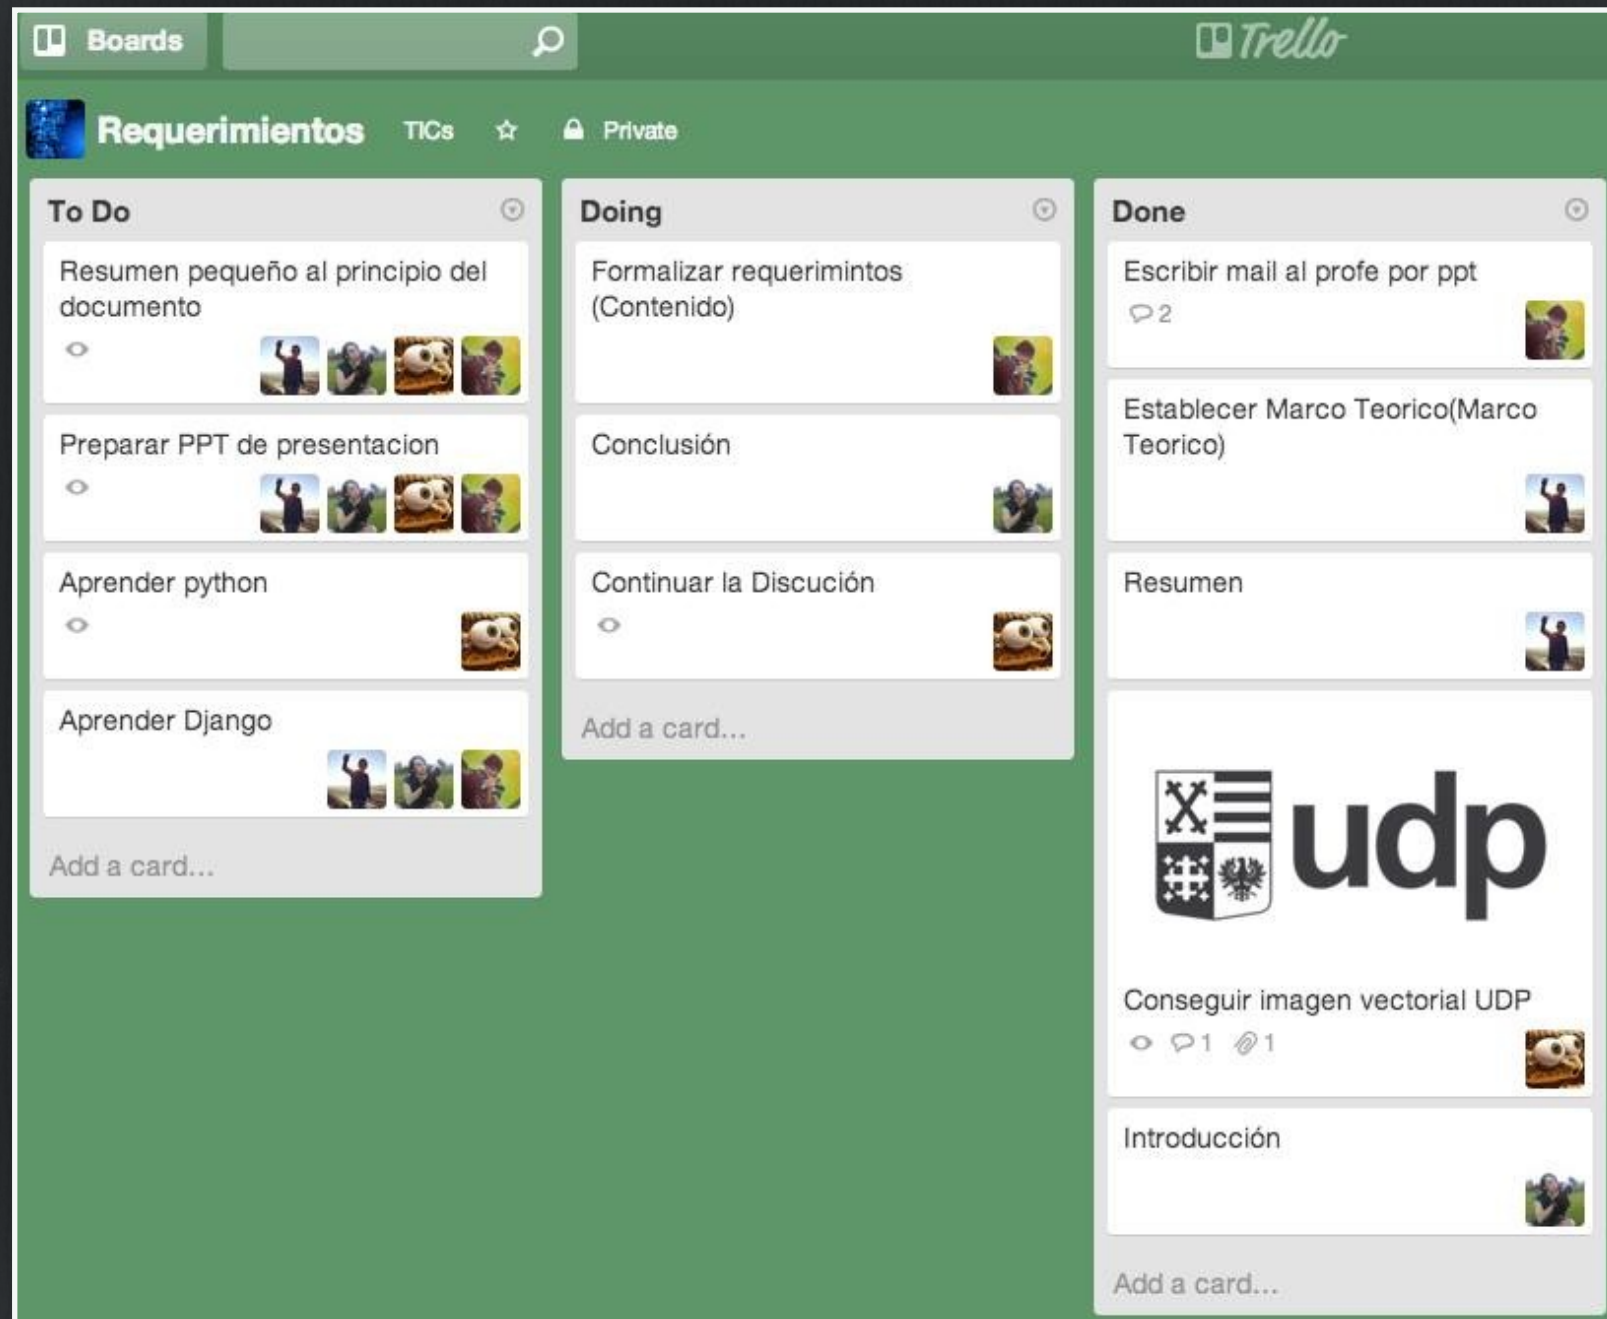 Boards
Trello
Requerimientos TICs Private
To Do
Resumen pequeño al principio del
documento
Preparar PPT de presentacion
Aprender python
Aprender Django
Add a card...
Doing
Formalizar requerimintos
(Contenido)
Conclusión
Continuar la Discución
Add a card...
Done
Escribir mail al profe por ppt
2
Establecer Marco Teorico(Marco
Teorico)
Resumen
udp
Conseguir imagen vectorial UDP
1 1
Introducción
Add a card...